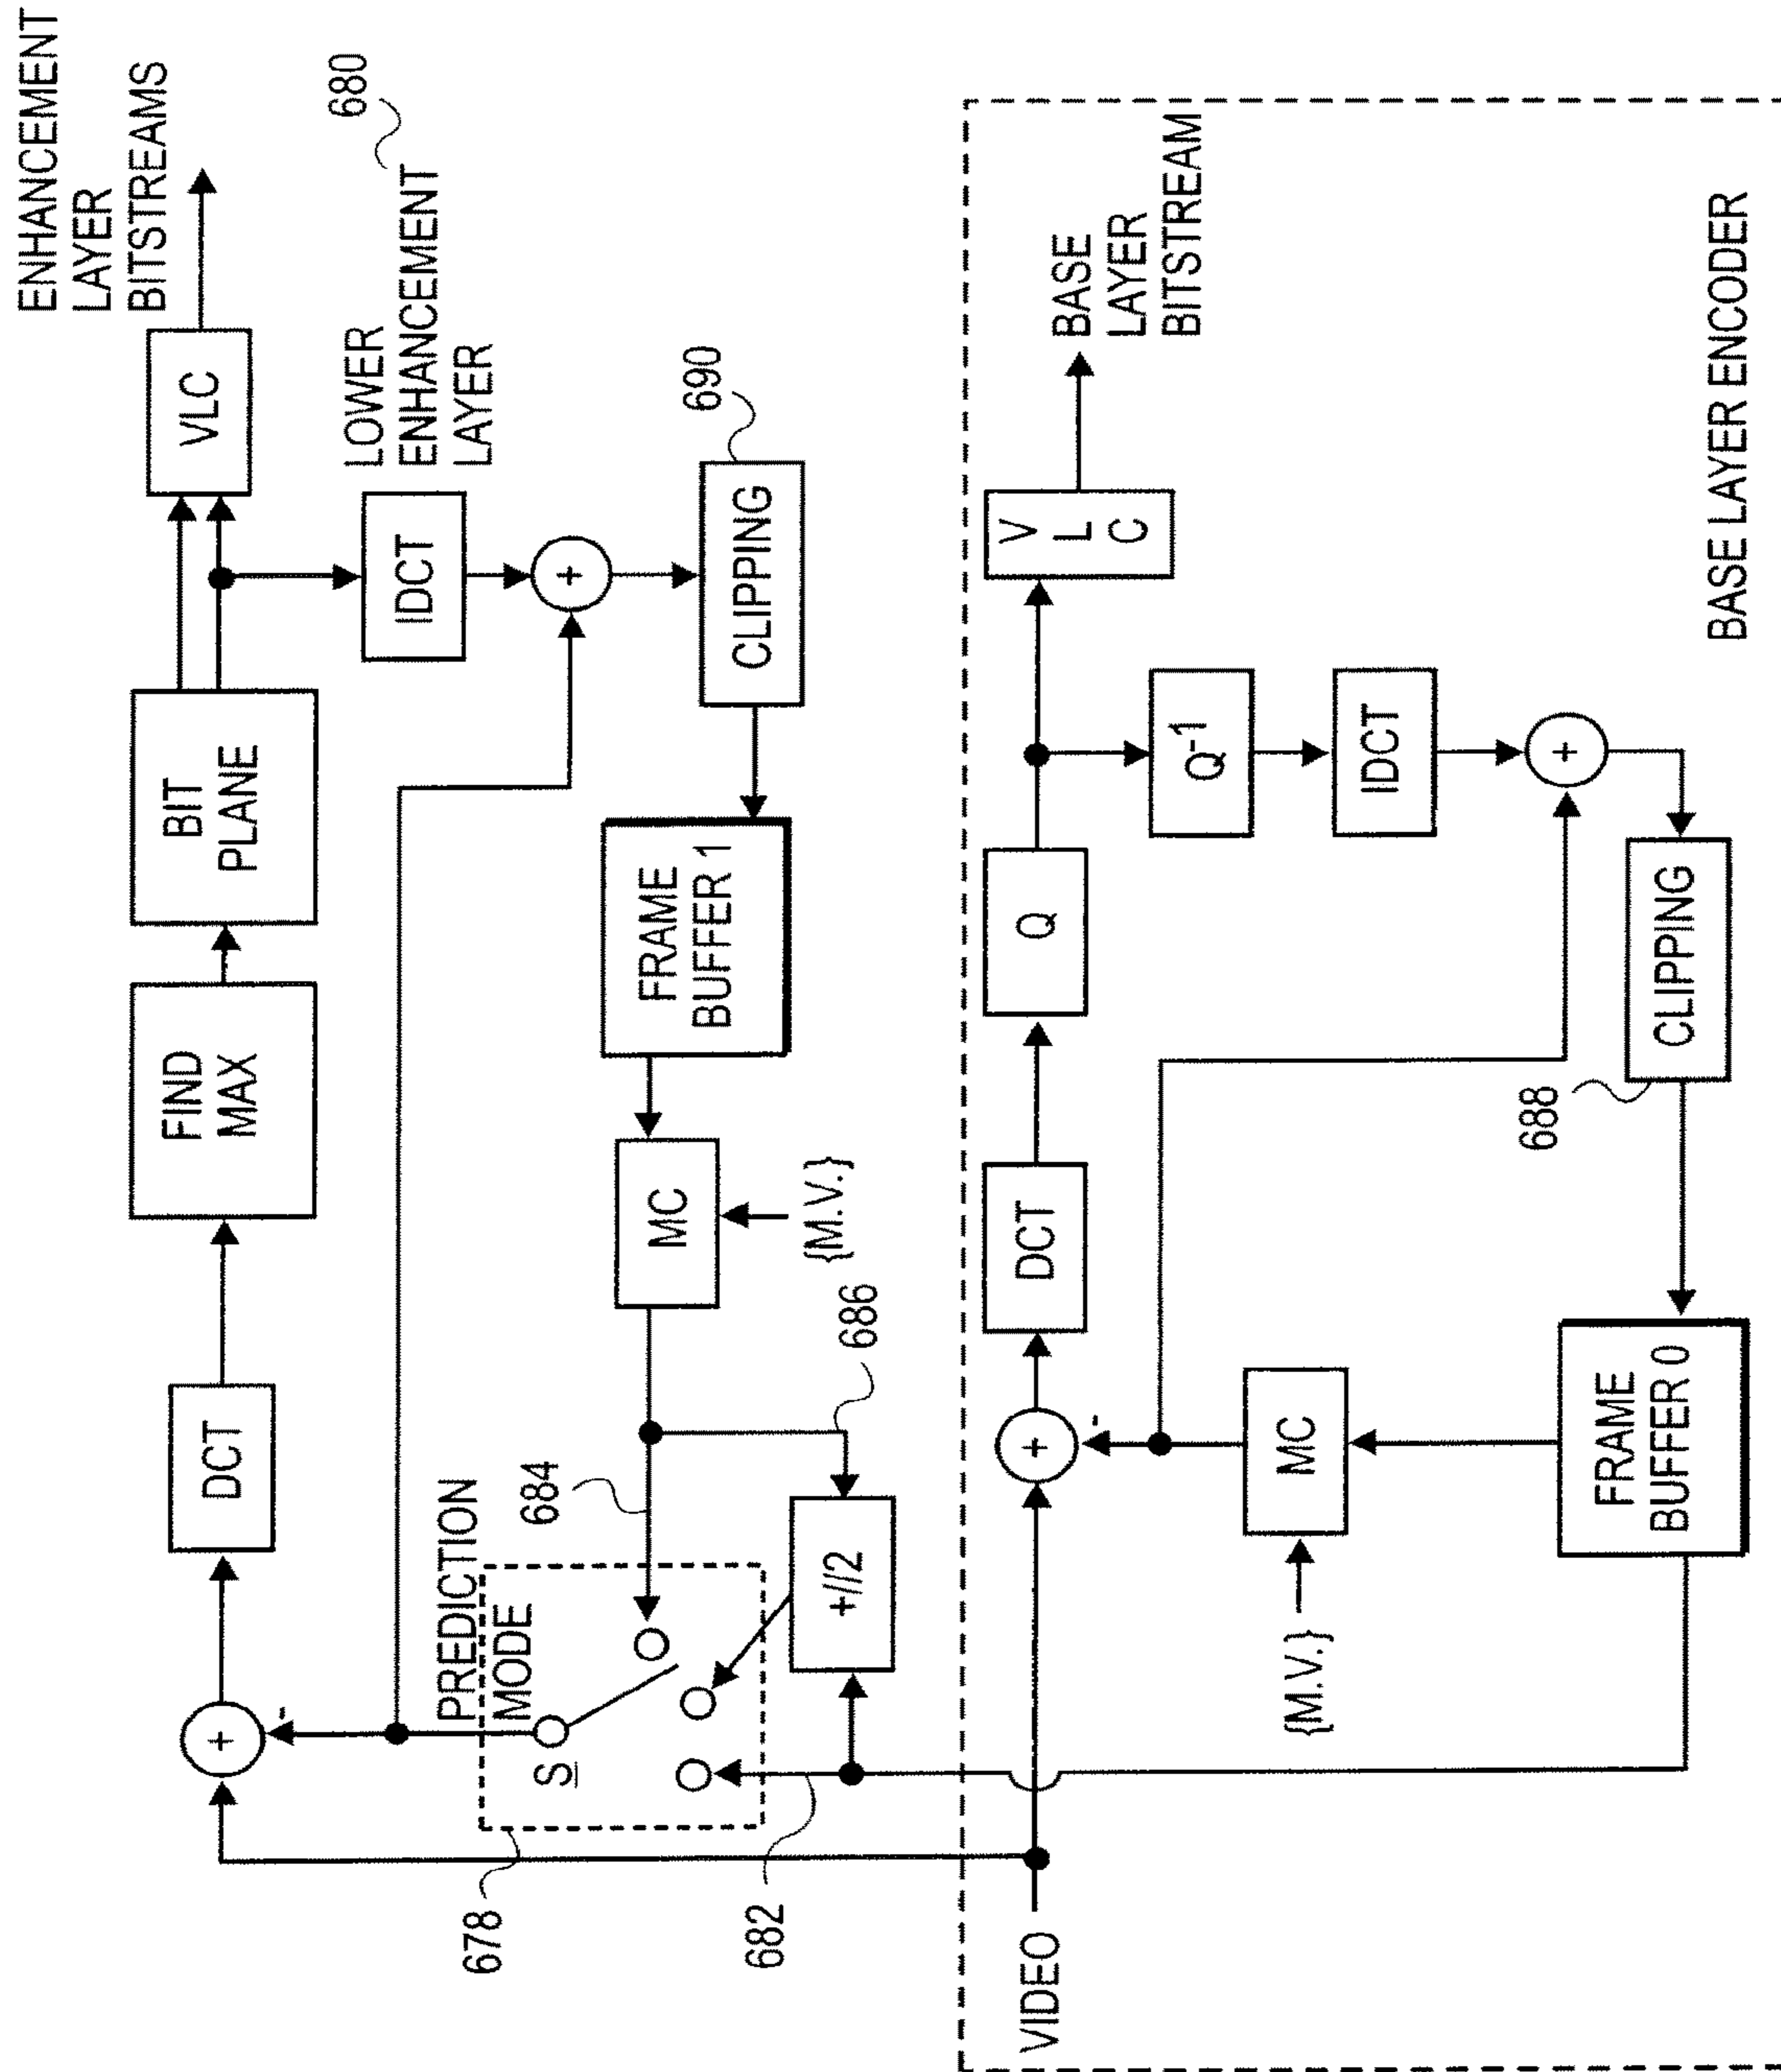 ENHANCEMENT
LAYER
BITSTREAMS
DCT
FIND
MAX
BIT
PLANE
VLC
+
-
680
LOWER
ENHANCEMENT
LAYER
IDCT
+
690
CLIPPING
FRAME
BUFFER 1
MC
{M.V.}
686
684
PREDICTION
MODE
S
+//2
678
682
VIDEO
+
-
DCT
Q
V
L
C
BASE
LAYER
BITSTREAM
Q-1
IDCT
+
{M.V.}
MC
688
CLIPPING
FRAME
BUFFER 0
BASE LAYER ENCODER